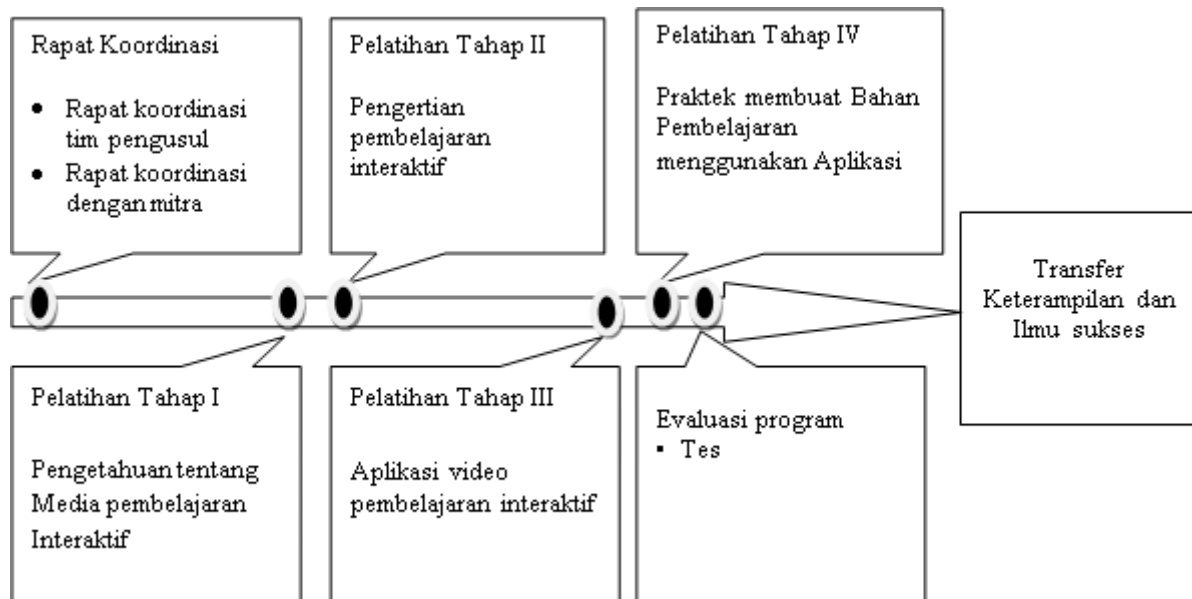 Rapat Koordinasi
• Rapat koordinasi
tim pengusul
• Rapat koordinasi
dengan mitra
Pelatihan Tahap II
Pengertian
pembelajaran
interaktif
Pelatihan Tahap IV
Praktek membuat Bahan
Pembelajaran
menggunakan Aplikasi
Transfer
Keterampilan dan
Ilmu sukses
Pelatihan Tahap I
Pengetahuan tentang
Media pembelajaran
Interaktif
Pelatihan Tahap III
Aplikasi video
pembelajaran interaktif
Evaluasi program
▪ Tes